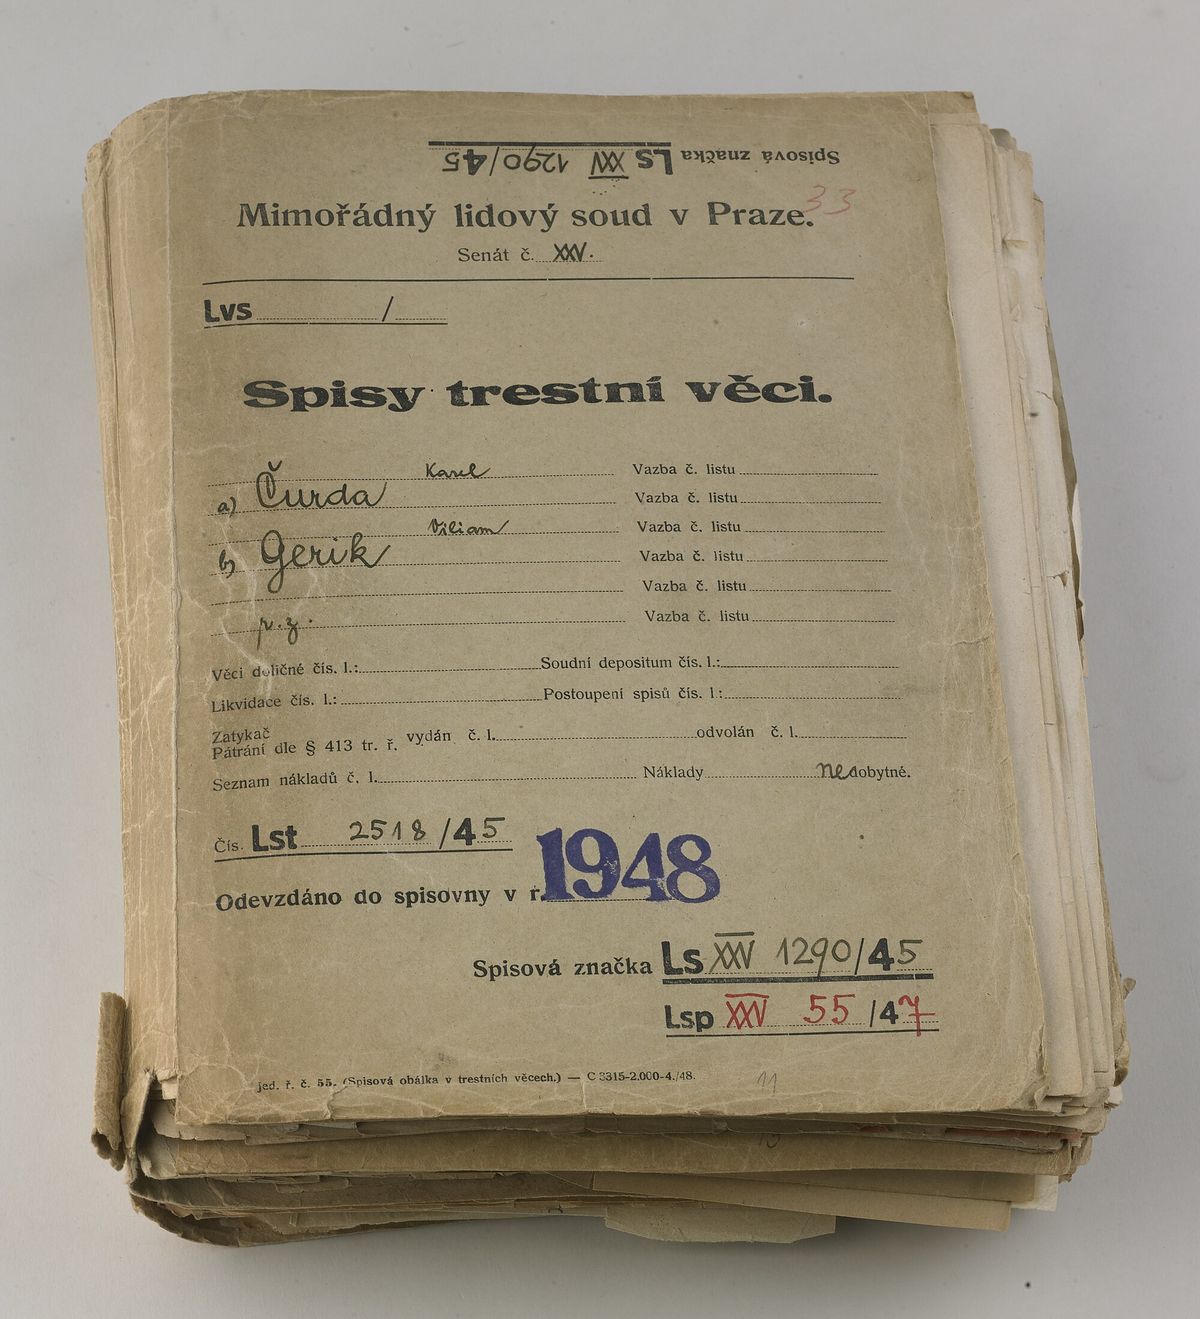 Spisová značka Ls XXV 1290/45
33
Mimořádný lidový soud v Praze.
Senát č. XXV.
Lvs /
Spisy trestní věci.
Karel Vazba č. listu
a) Čurda Vazba č. listu
Viliam Vazba č. listu
b) Gerik Vazba č. listu
Vazba č. listu
r.z. Vazba č. listu
Věci doličné čís. l.: Soudní depositum čís. l.:
Likvidace čís. l.: Postoupení spisů čís. l.:
Zatykač
Pátrání dle § 413 tr. ř. vydán č. l. odvolán č. l.
Seznam nákladů č. l. Náklady nedobytné.
Čís. Lst 2518/45
Odevzdáno do spisovny v r. 1948
Spisová značka Ls XXV 1290/45
Lsp XXV 55/47
jed. ř. č. 55. (Spisová obálka v trestních věcech.) — C 3315-2.000-4./48.
11